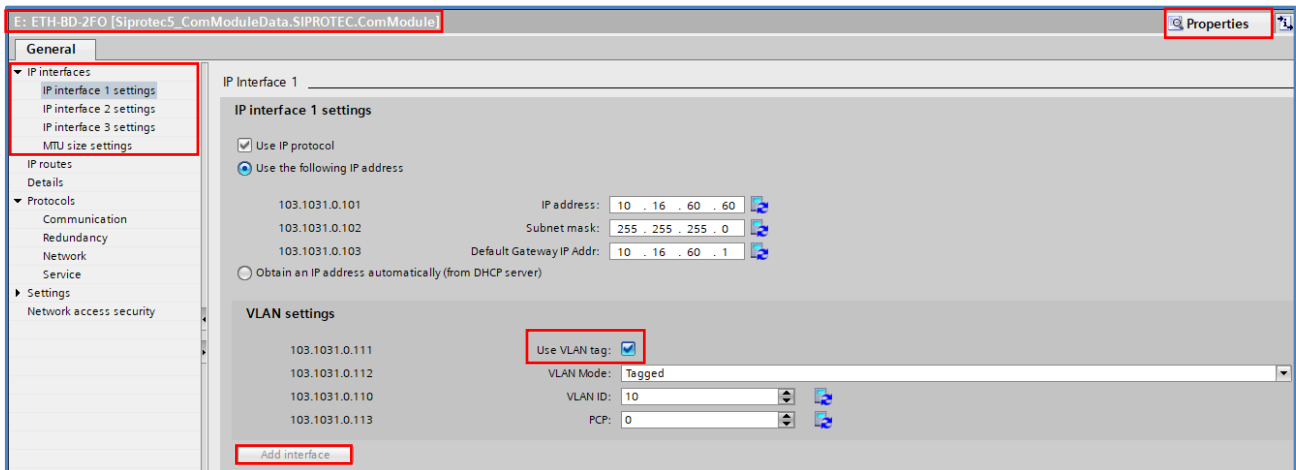 E: ETH-BD-2FO [Siprotec5_ComModuleData.SIPROTEC.ComModule]
Properties
General
IP interfaces
IP interface 1 settings
IP interface 2 settings
IP interface 3 settings
MTU size settings
IP routes
Details
Protocols
Communication
Redundancy
Network
Service
Settings
Network access security
IP Interface 1
IP interface 1 settings
Use IP protocol
Use the following IP address
103.1031.0.101 IP address: 10 . 16 . 60 . 60
103.1031.0.102 Subnet mask: 255 . 255 . 255 . 0
103.1031.0.103 Default Gateway IP Addr: 10 . 16 . 60 . 1
Obtain an IP address automatically (from DHCP server)
VLAN settings
103.1031.0.111 Use VLAN tag:
103.1031.0.112 VLAN Mode: Tagged
103.1031.0.110 VLAN ID: 10
103.1031.0.113 PCP: 0
Add interface